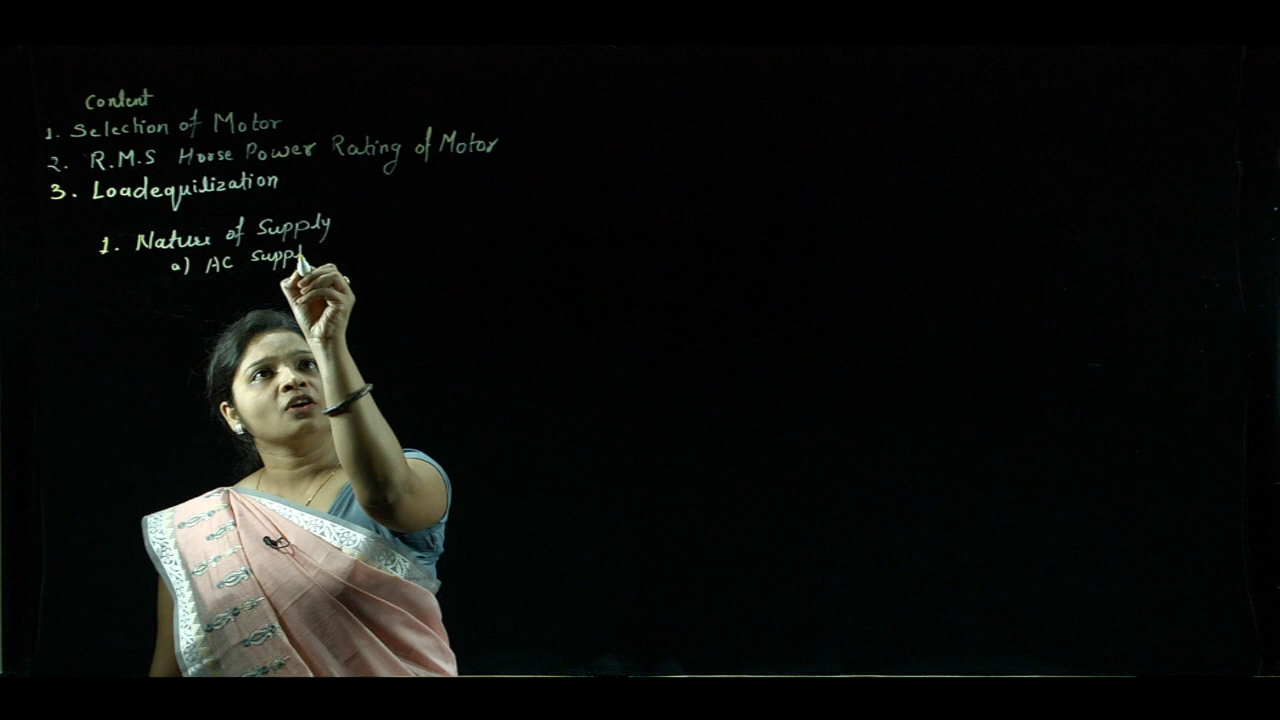 Content
1. Selection of Motor
2. R.M.S Horse Power Rating of Motor
3. Loadequilization
1. Nature of Supply
a) AC suppl